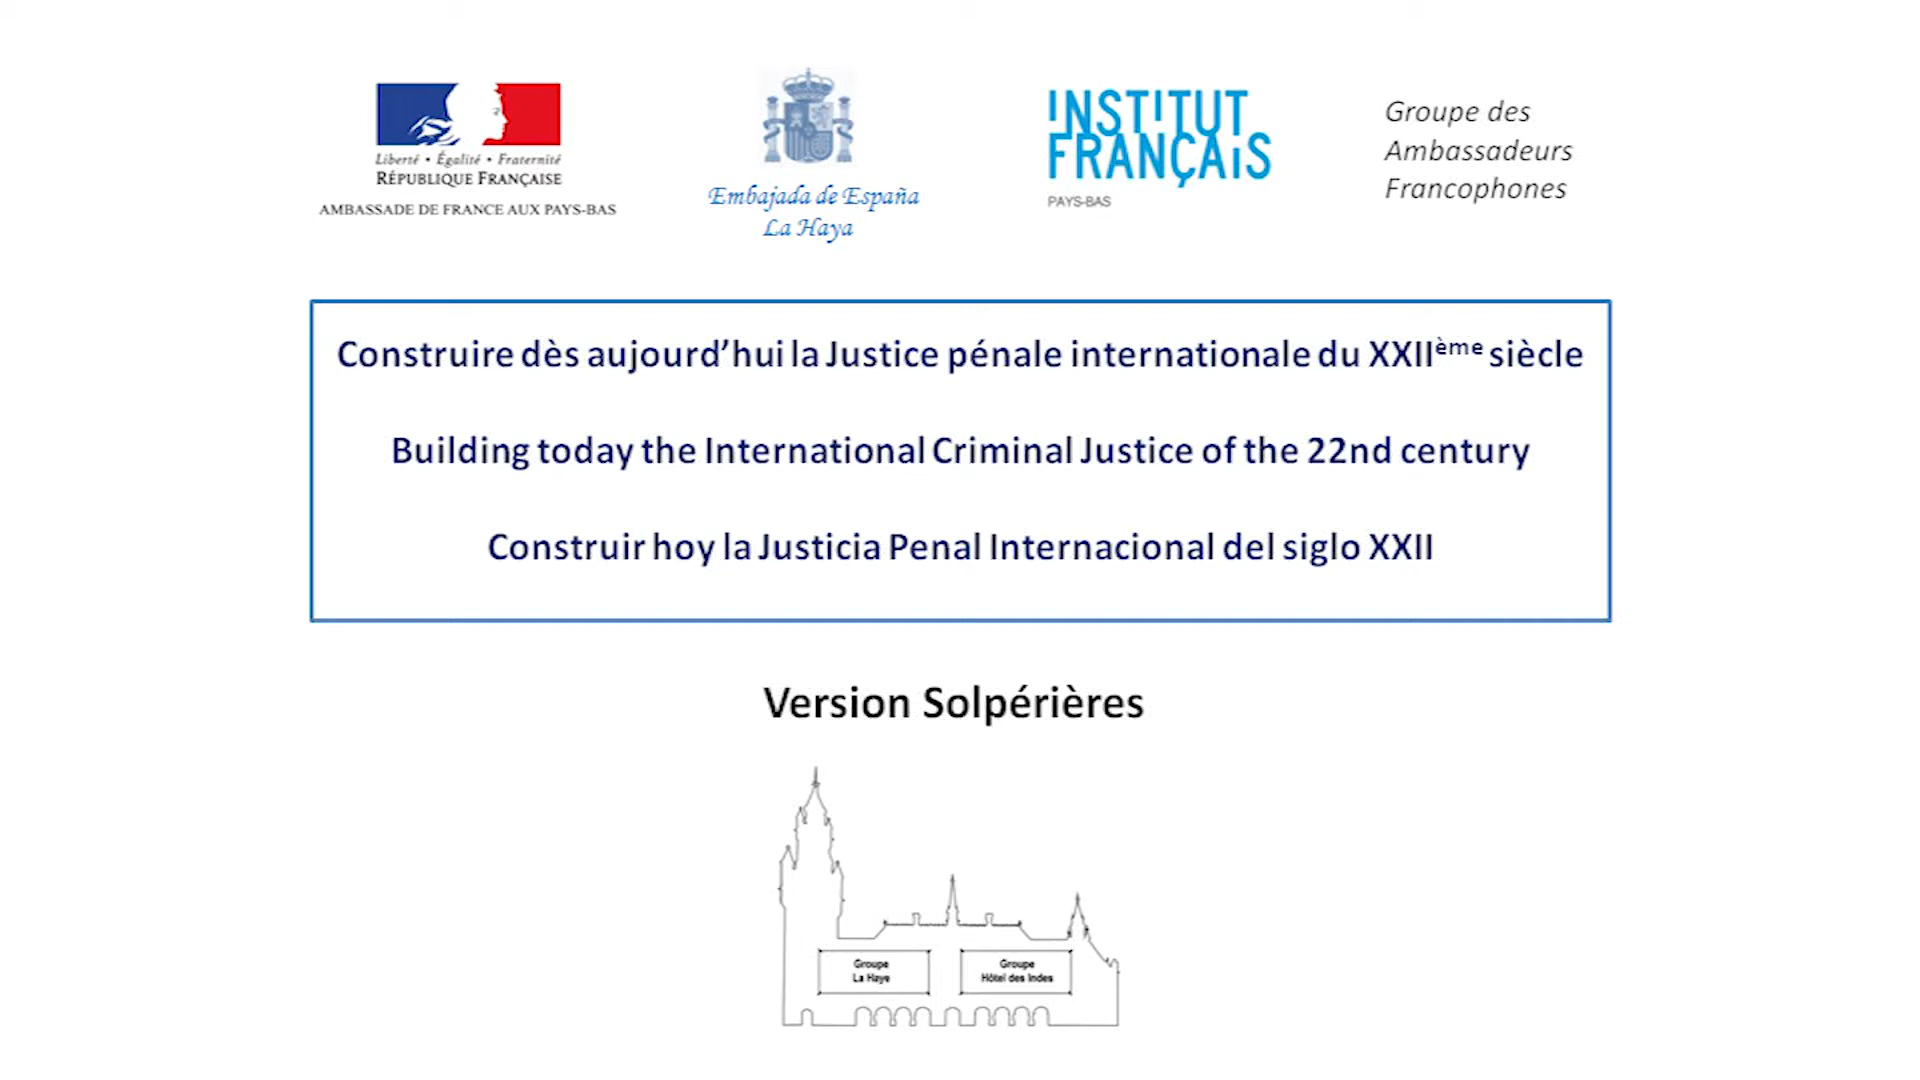 Liberté • Égalité • Fraternité
RÉPUBLIQUE FRANÇAISE
AMBASSADE DE FRANCE AUX PAYS-BAS
Embajada de España
La Haya
INSTITUT
FRANÇAiS
PAYS-BAS
Groupe des
Ambassadeurs
Francophones
Construire dès aujourd’hui la Justice pénale internationale du XXIIème siècle
Building today the International Criminal Justice of the 22nd century
Construir hoy la Justicia Penal Internacional del siglo XXII
Version Solpérières
Groupe
La Haye
Groupe
Hôtel des Indes